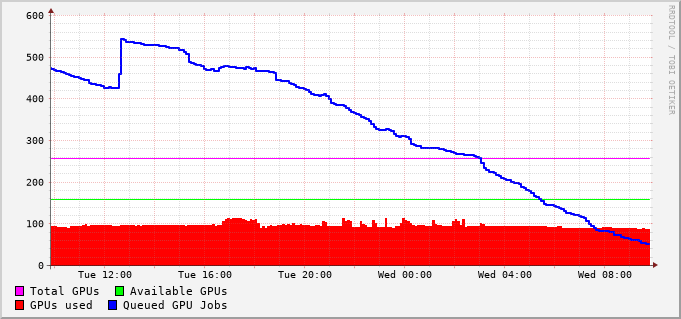 600
500
400
300
200
100
0
Tue 12:00 Tue 16:00 Tue 20:00 Wed 00:00 Wed 04:00 Wed 08:00
Total GPUs Available GPUs
GPUs used Queued GPU Jobs
RRDTOOL / TOBI OETIKER